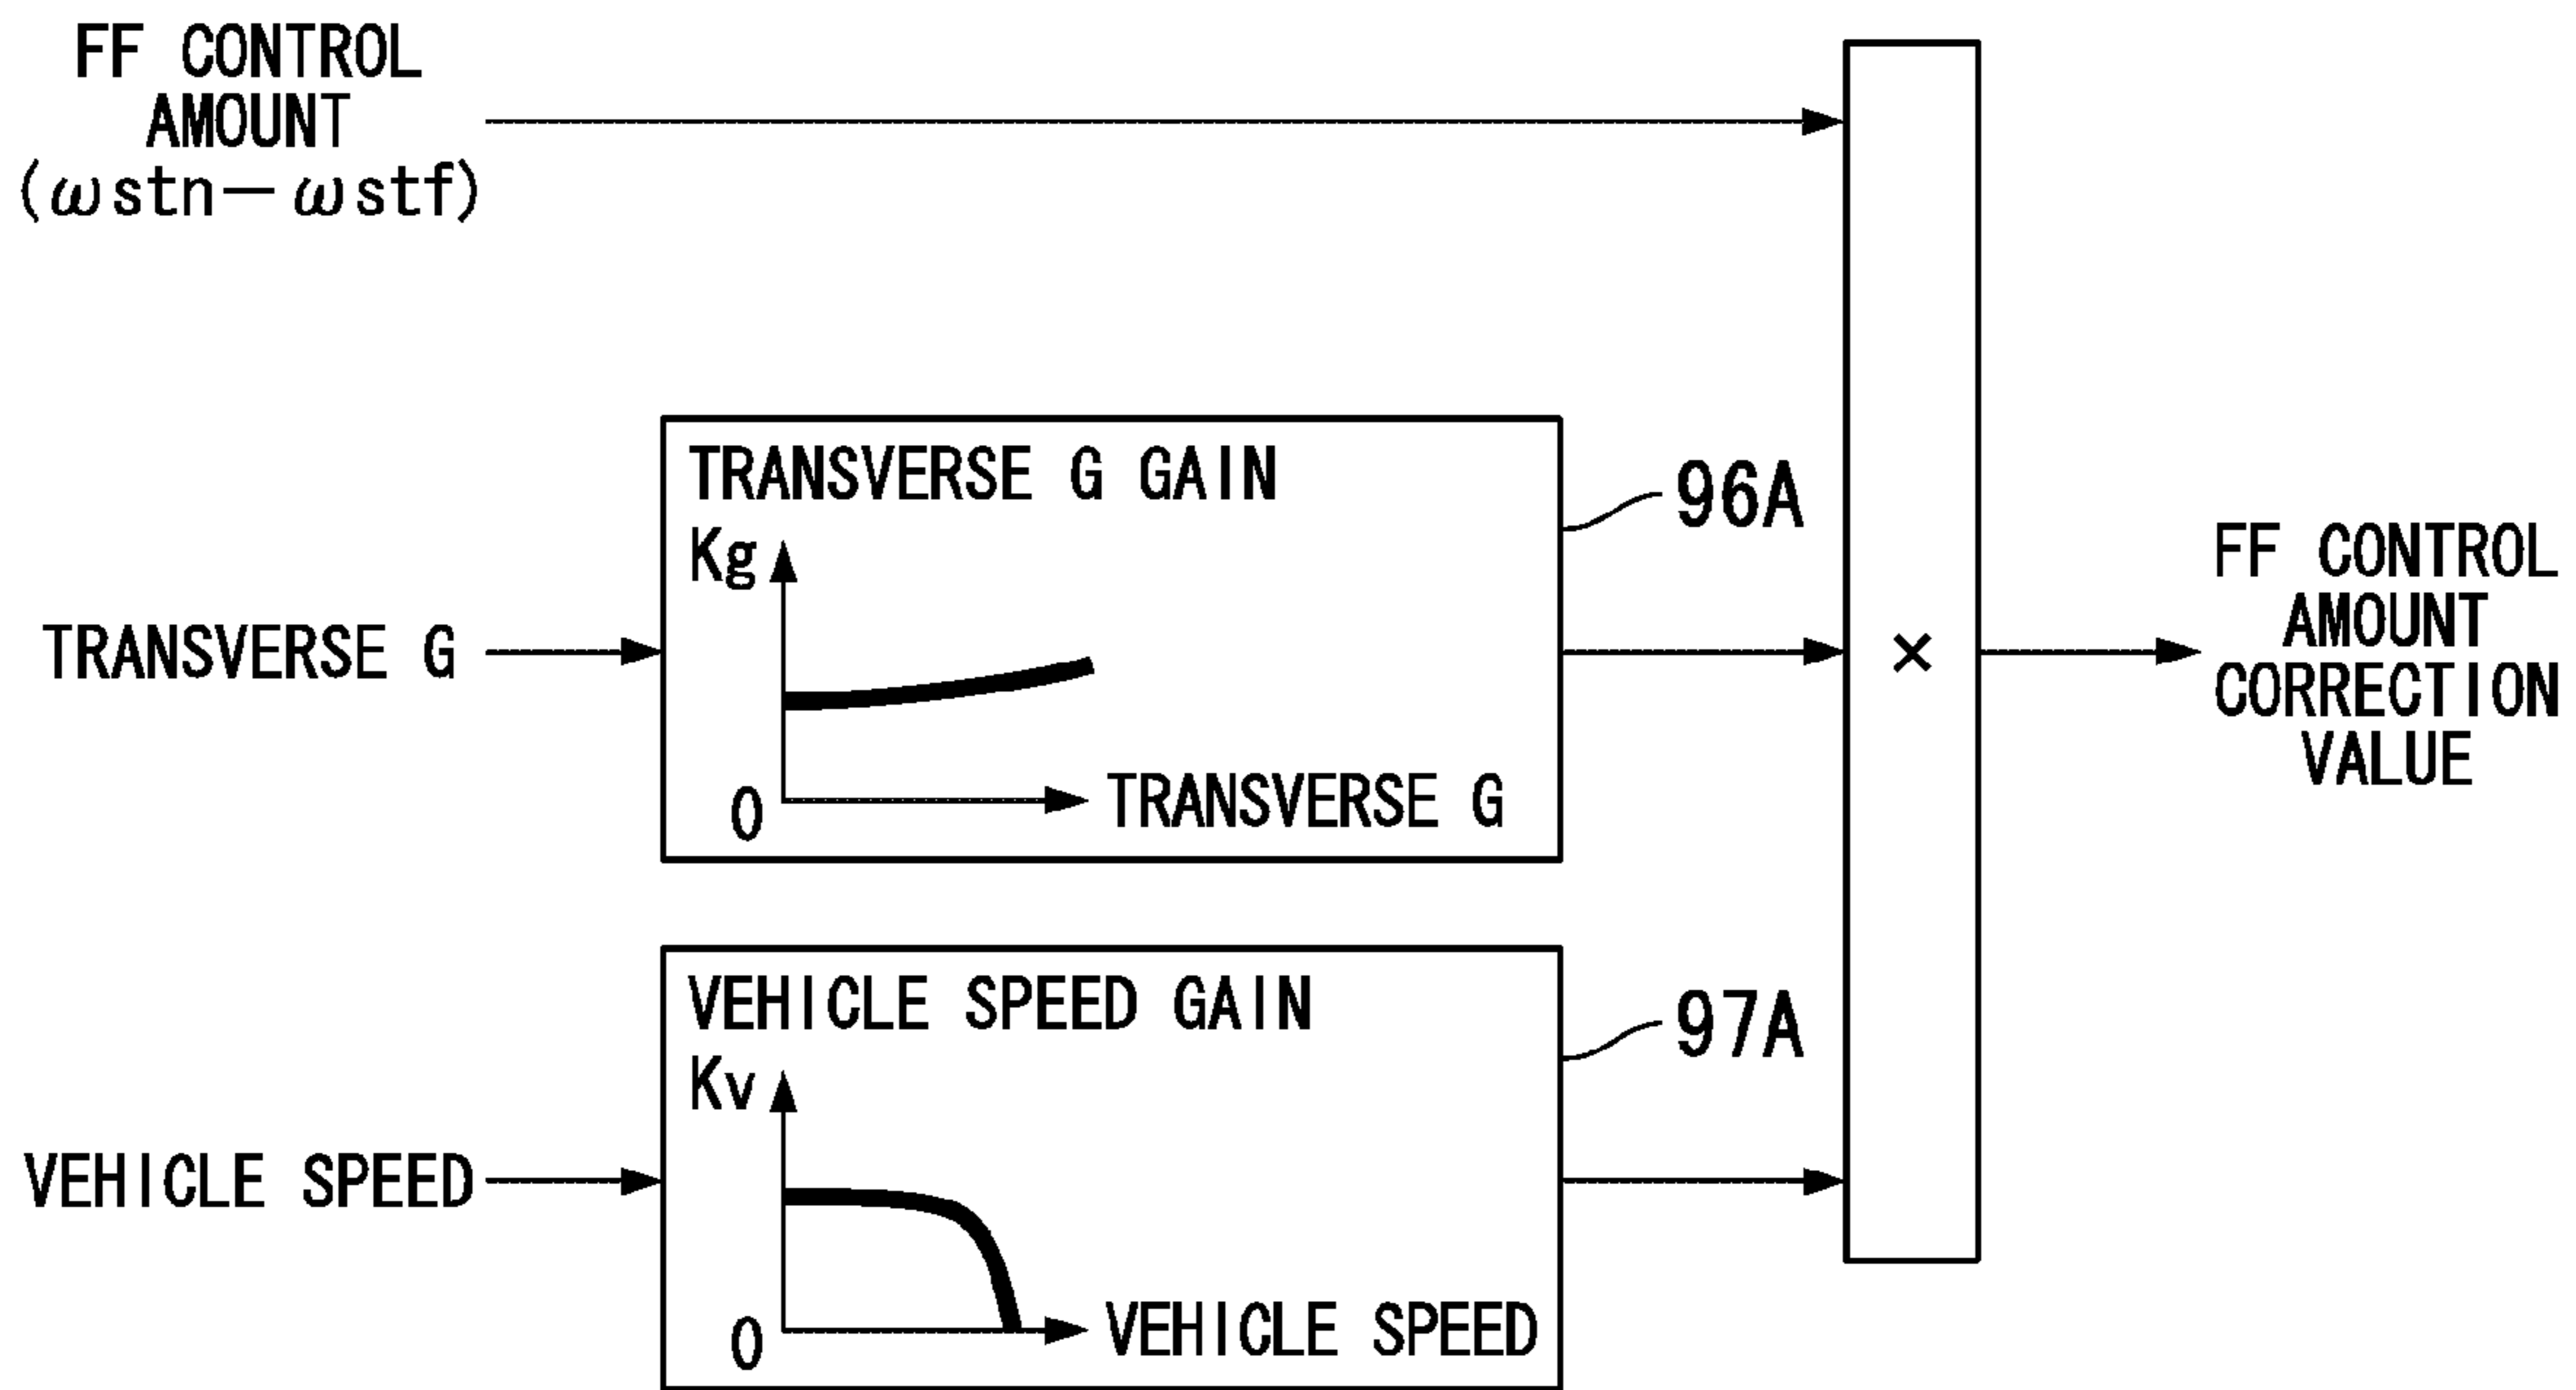 FF CONTROL
AMOUNT
(ωstn−ωstf)
TRANSVERSE G GAIN
Kg
96A
TRANSVERSE G
0
TRANSVERSE G
×
FF CONTROL
AMOUNT
CORRECTION
VALUE
VEHICLE SPEED GAIN
Kv
97A
VEHICLE SPEED
0
VEHICLE SPEED